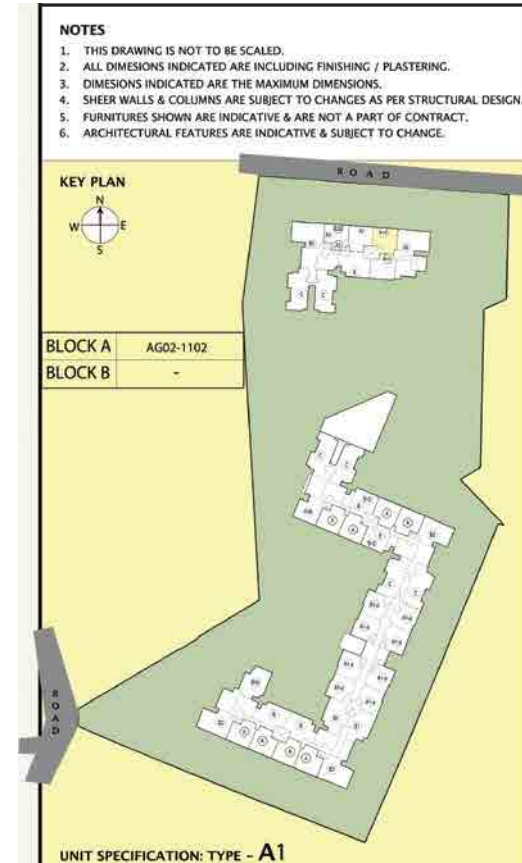 NOTES
1. THIS DRAWING IS NOT TO BE SCALED.
2. ALL DIMESIONS INDICATED ARE INCLUDING FINISHING / PLASTERING.
3. DIMESIONS INDICATED ARE THE MAXIMUM DIMENSIONS.
4. SHEER WALLS & COLUMNS ARE SUBJECT TO CHANGES AS PER STRUCTURAL DESIGN.
5. FURNITURES SHOWN ARE INDICATIVE & ARE NOT A PART OF CONTRACT.
6. ARCHITECTURAL FEATURES ARE INDICATIVE & SUBJECT TO CHANGE.
ROAD
KEY PLAN
N
W E
S
BLOCK A AG02-1102
BLOCK B -
ROAD
UNIT SPECIFICATION: TYPE - A1